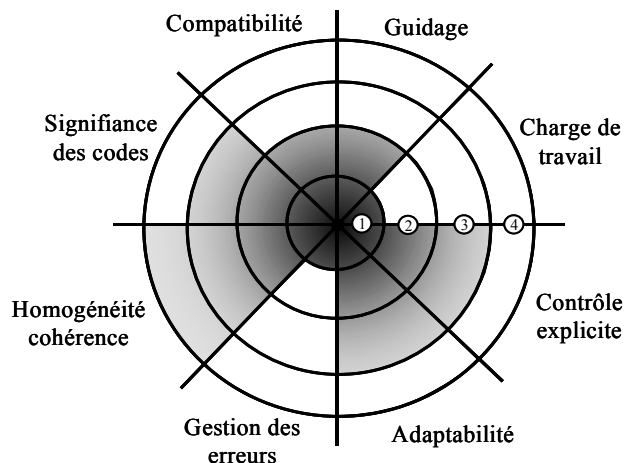 Compatibilité
Guidage
Signifiance
des codes
Charge de
travail
1
2
3
4
Homogénéité
cohérence
Contrôle
explicite
Gestion des
erreurs
Adaptabilité